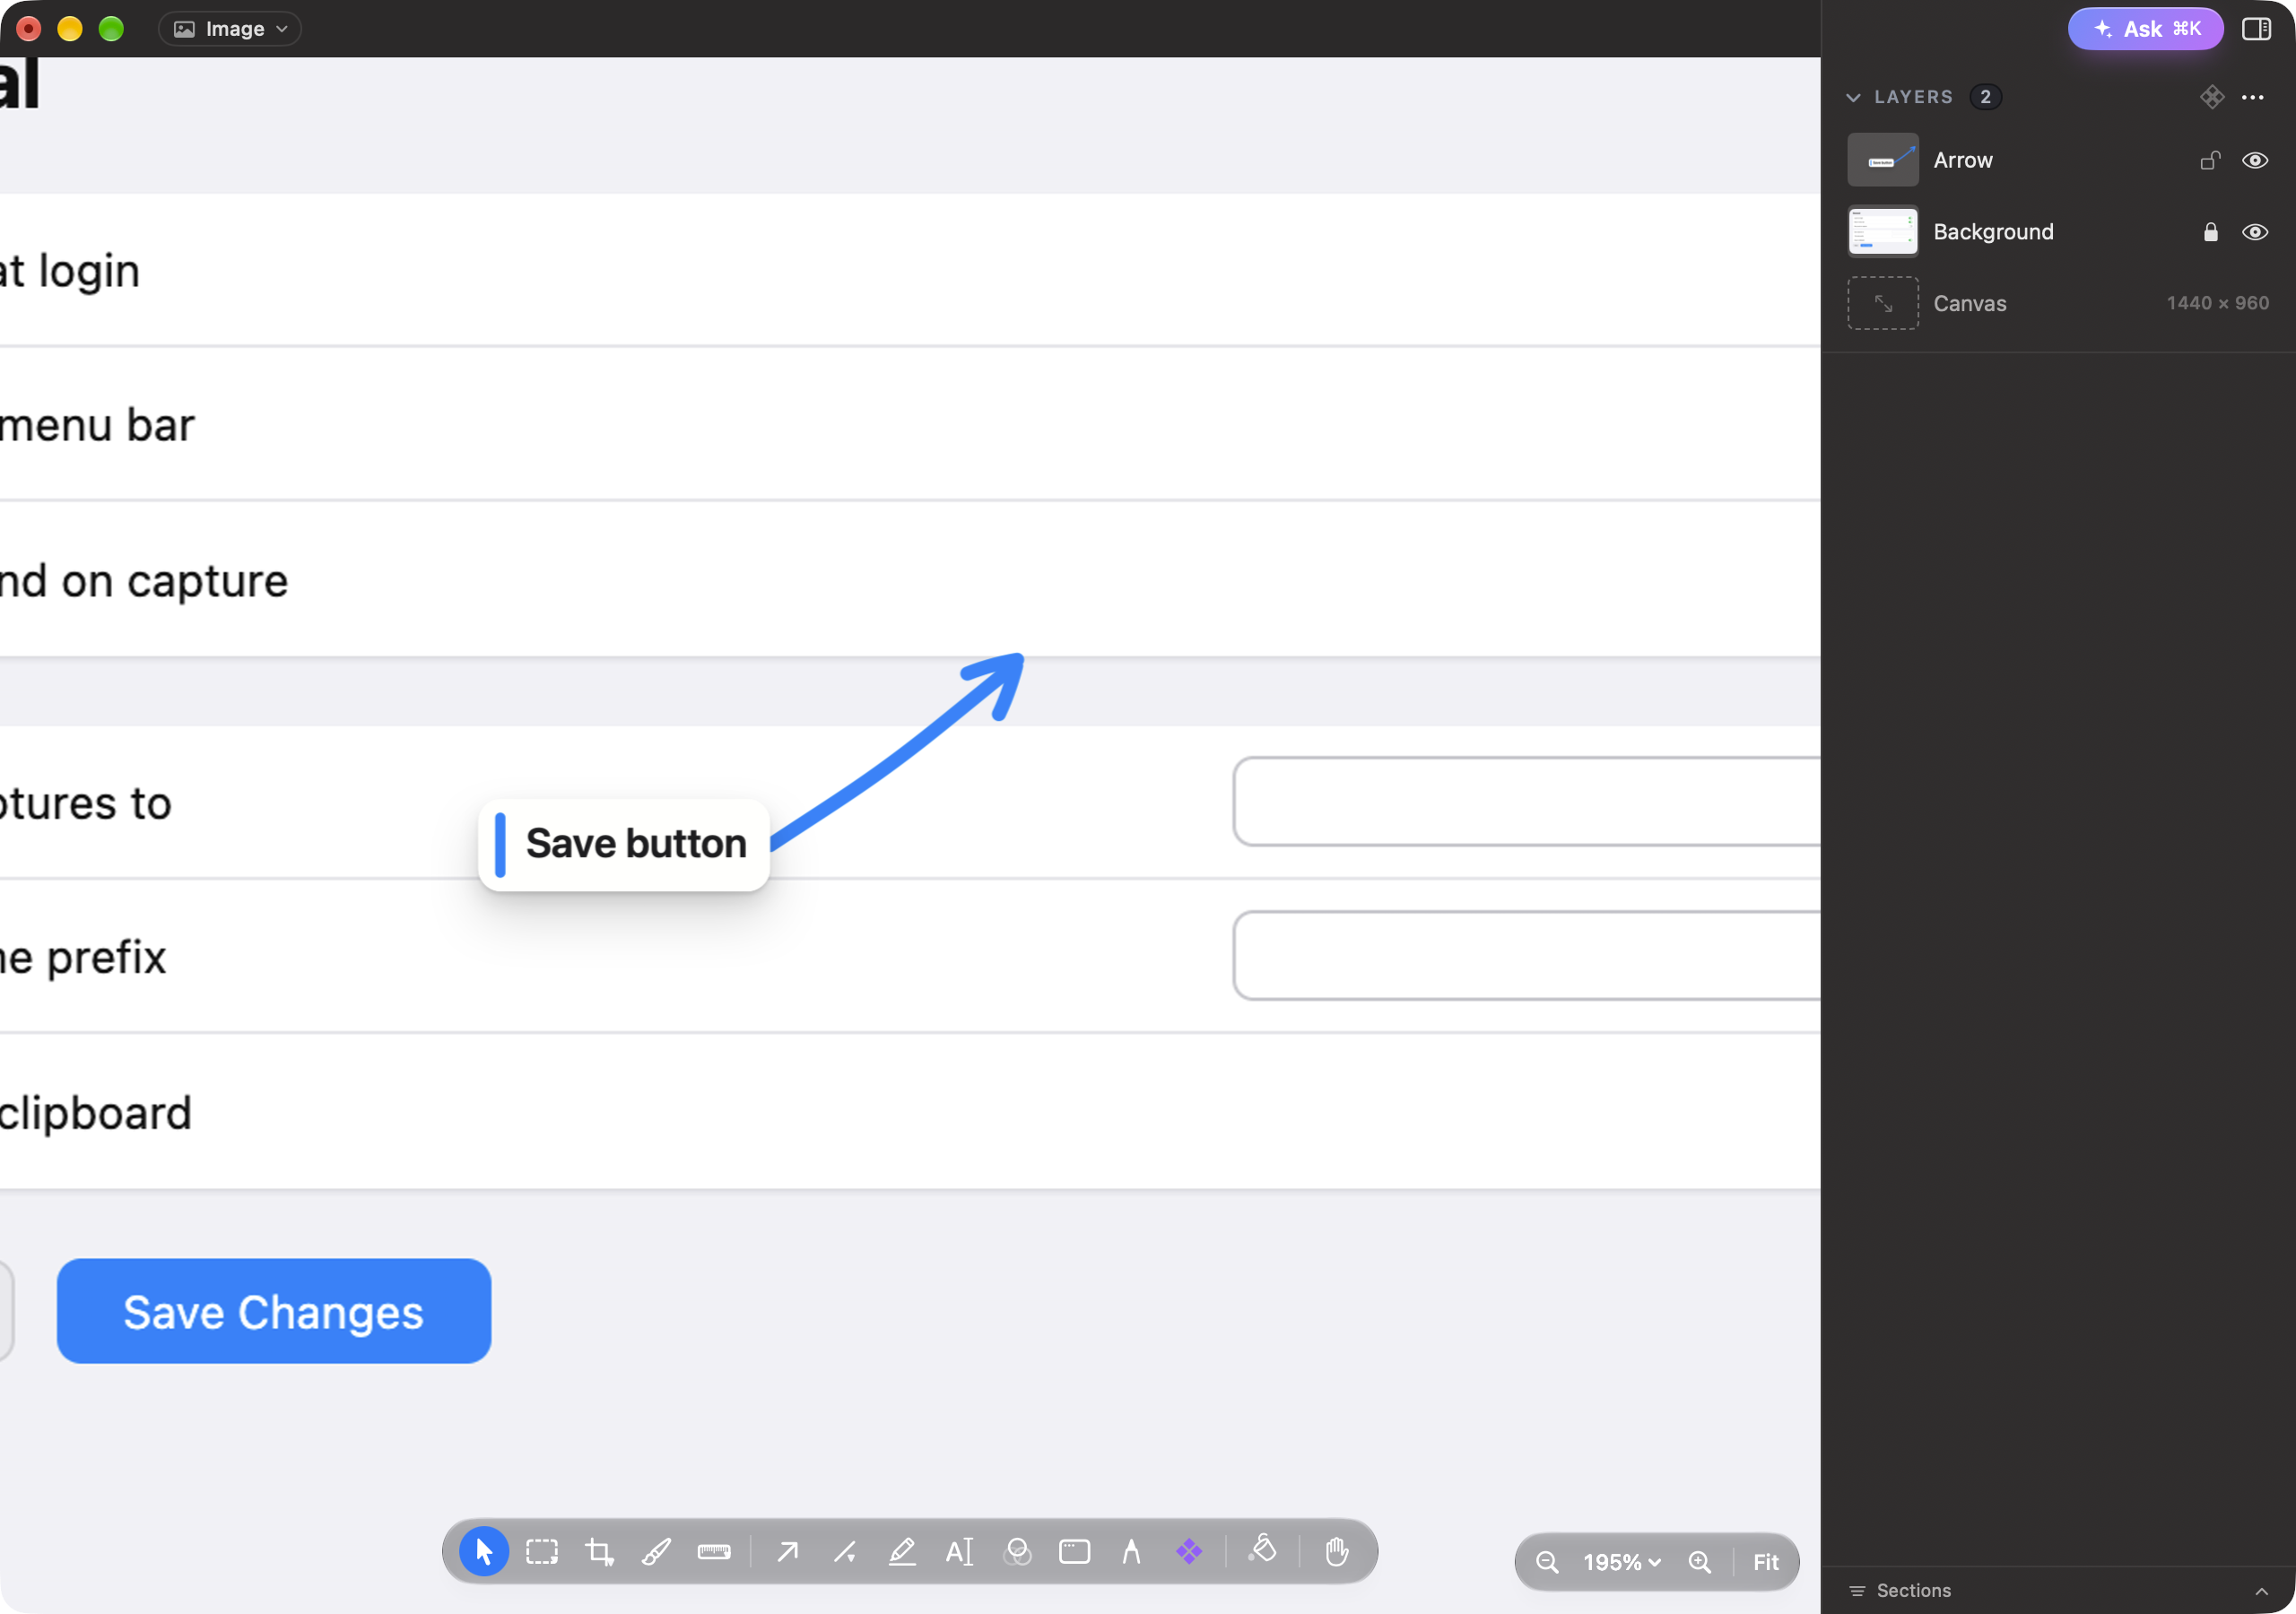 Image
Ask ⌘K
al
LAYERS 2
Arrow
Background
Canvas 1440 × 960
at login
menu bar
nd on capture
ptures to
Save button
ne prefix
clipboard
Save Changes
195%
Fit
Sections